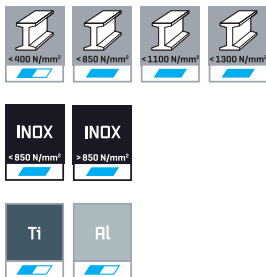 <400 N/mm² <850 N/mm² <1100 N/mm² <1300 N/mm²
INOX INOX
<850 N/mm² >850 N/mm²
Ti Al